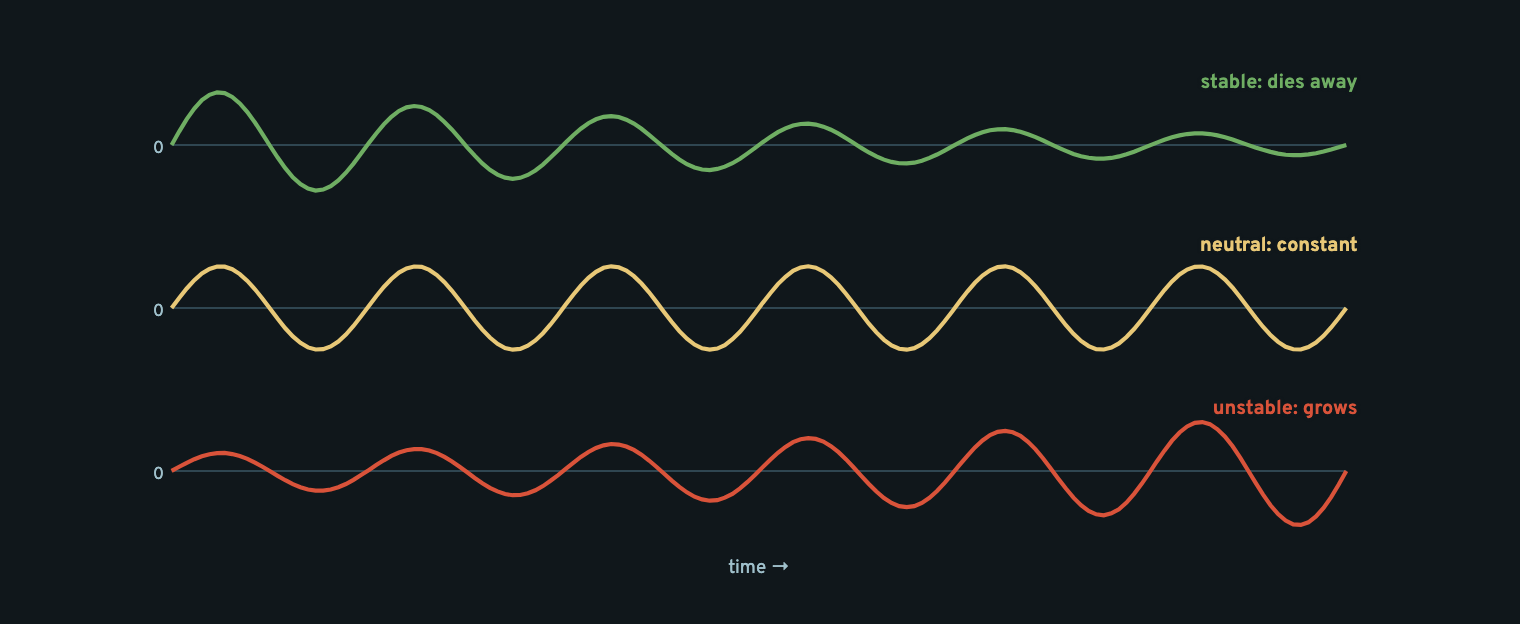 stable: dies away
0
neutral: constant
0
unstable: grows
0
time →